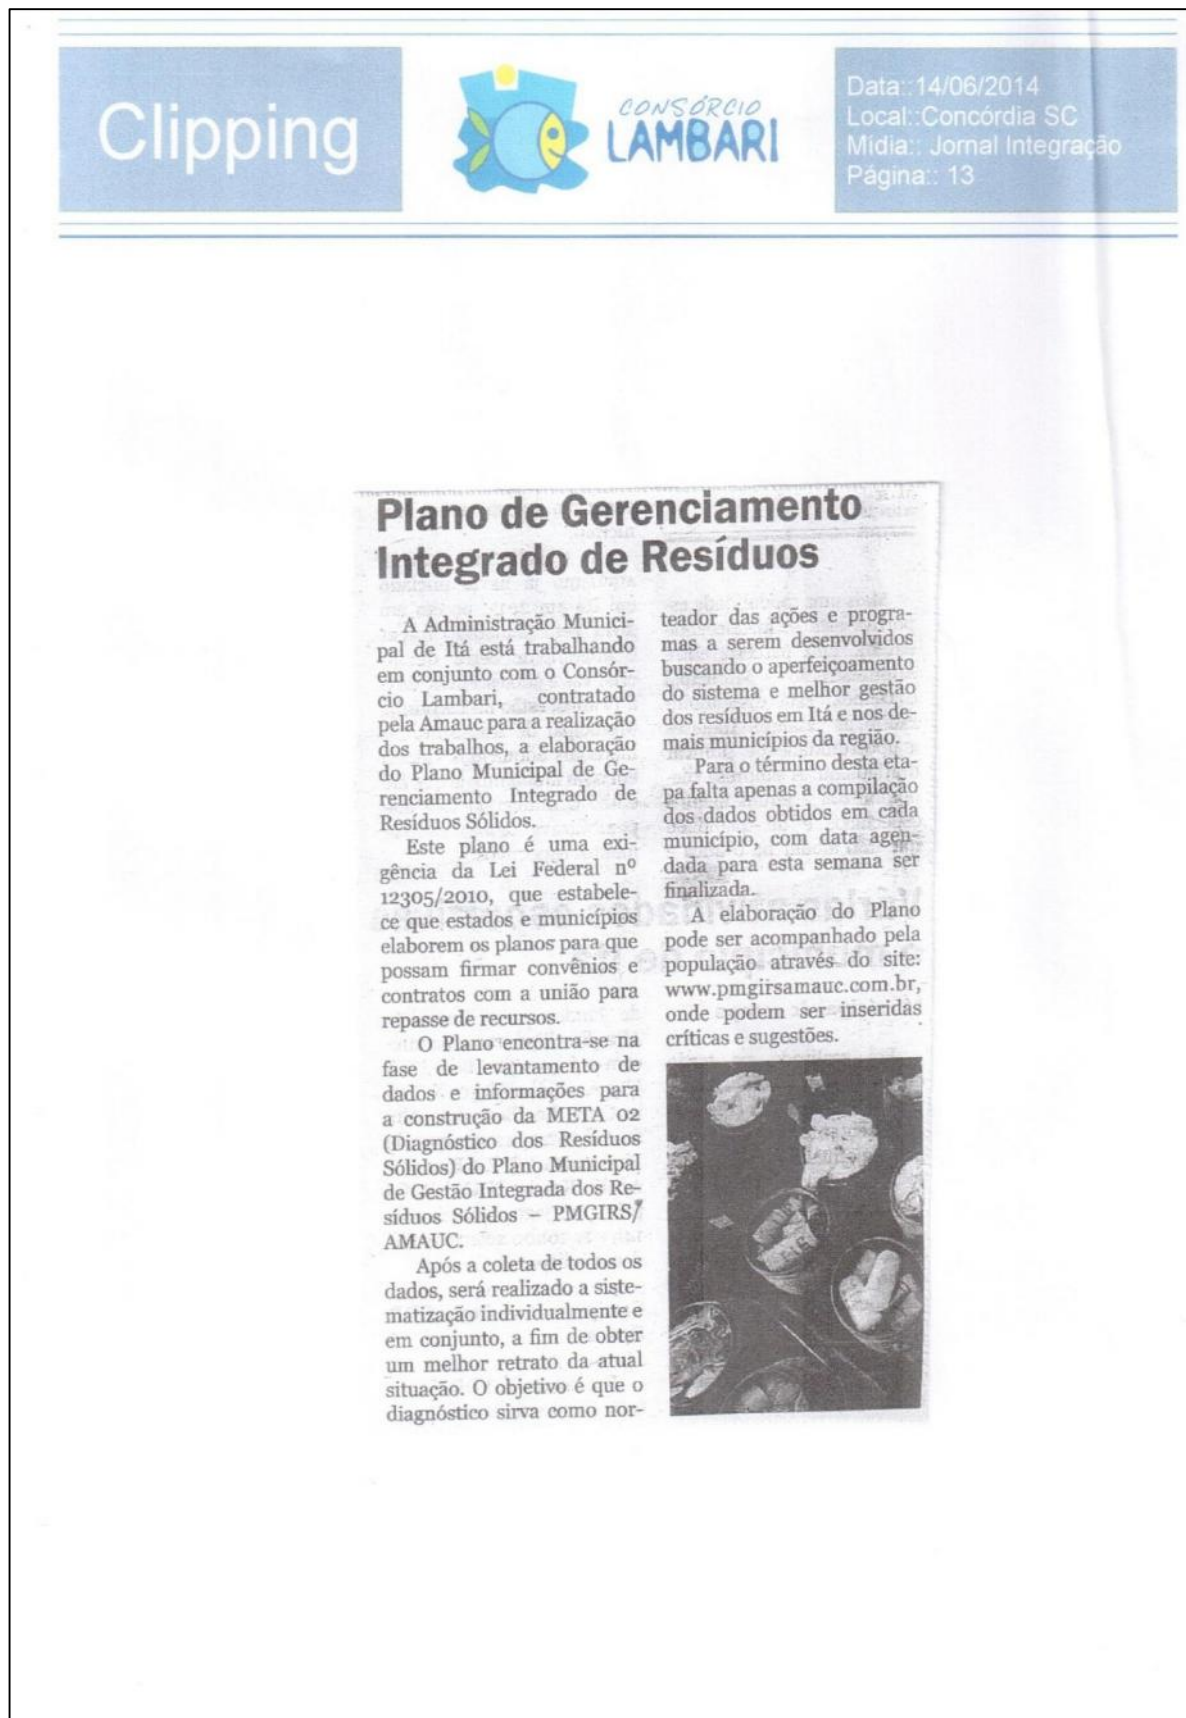 Clipping
CONSÓRCIO
LAMBARI
Data::14/06/2014
Local::Concórdia SC
Mídia:: Jornal Integração
Página:: 13
Plano de Gerenciamento
Integrado de Resíduos
A Administração Munici-
pal de Itá está trabalhando
em conjunto com o Consór-
cio Lambari, contratado
pela Amauc para a realização
dos trabalhos, a elaboração
do Plano Municipal de Ge-
renciamento Integrado de
Resíduos Sólidos.
Este plano é uma exi-
gência da Lei Federal nº
12305/2010, que estabele-
ce que estados e municípios
elaborem os planos para que
possam firmar convênios e
contratos com a união para
repasse de recursos.
O Plano encontra-se na
fase de levantamento de
dados e informações para
a construção da META 02
(Diagnóstico dos Resíduos
Sólidos) do Plano Municipal
de Gestão Integrada dos Re-
síduos Sólidos – PMGIRS/
AMAUC.
Após a coleta de todos os
dados, será realizado a siste-
matização individualmente e
em conjunto, a fim de obter
um melhor retrato da atual
situação. O objetivo é que o
diagnóstico sirva como nor-
teador das ações e progra-
mas a serem desenvolvidos
buscando o aperfeiçoamento
do sistema e melhor gestão
dos resíduos em Itá e nos de-
mais municípios da região.
Para o término desta eta-
pa falta apenas a compilação
dos dados obtidos em cada
município, com data agen-
dada para esta semana ser
finalizada.
A elaboração do Plano
pode ser acompanhado pela
população através do site:
www.pmgirsamauc.com.br,
onde podem ser inseridas
críticas e sugestões.